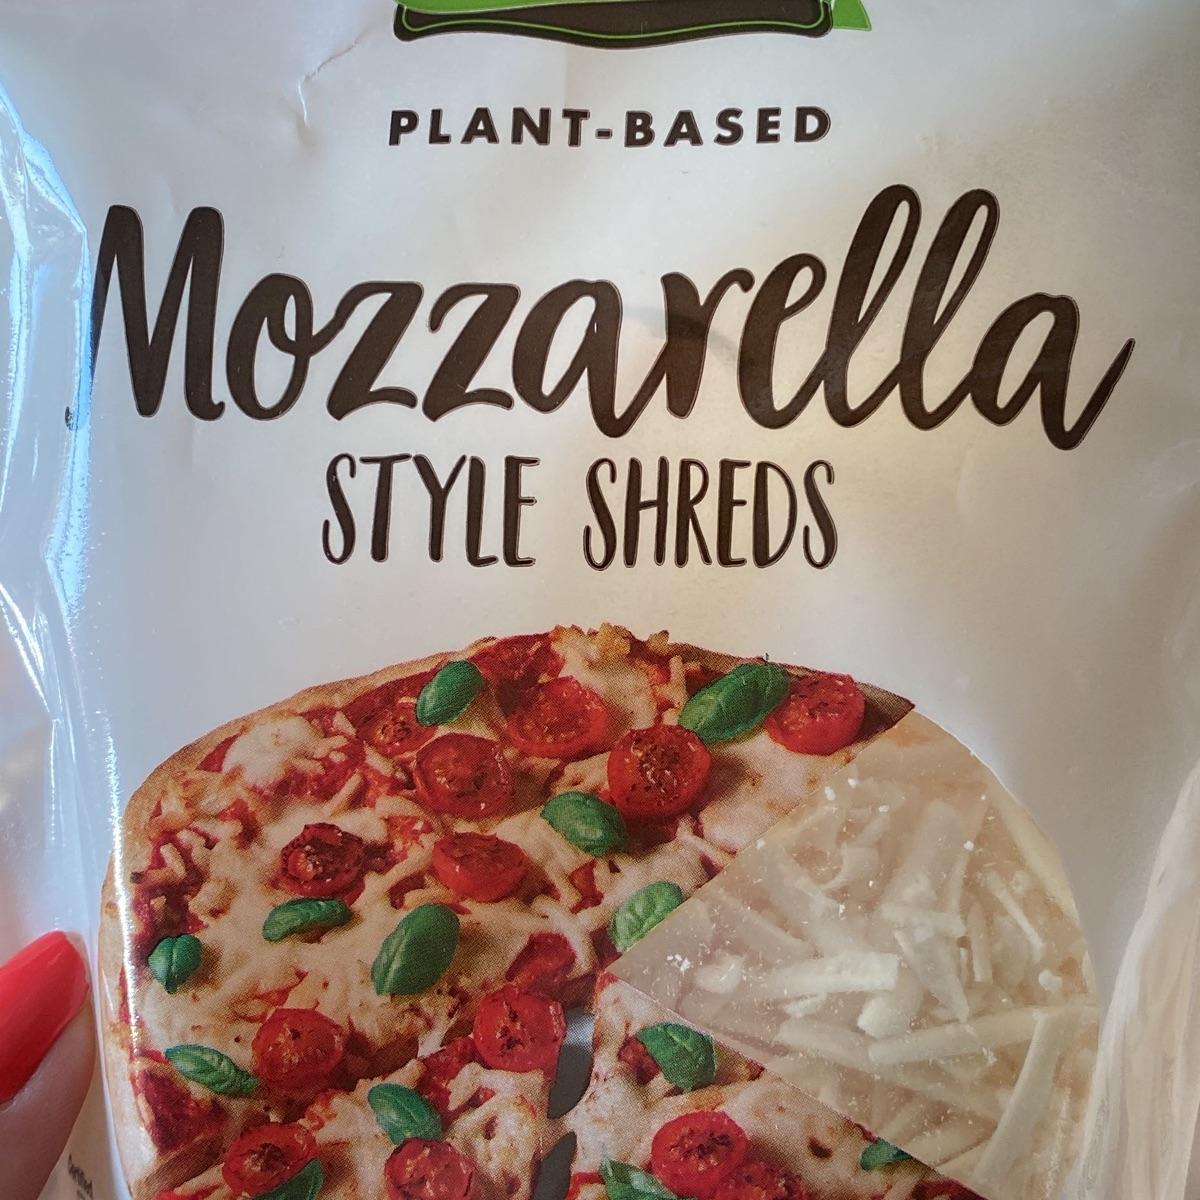 PLANT-BASED
Mozzarella
STYLE SHREDS